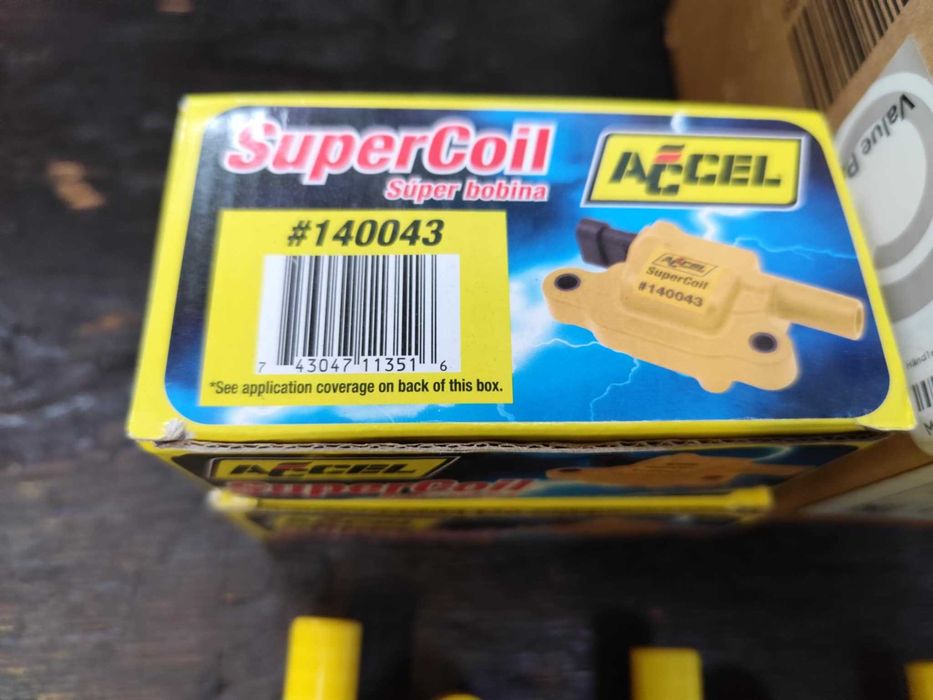 SuperCoil
Súper bobina
ACCEL
#140043
7 43047 11351 6
*See application coverage on back of this box.
ACCEL
SuperCoil
#140043
ACCEL
SuperCoil
Value P